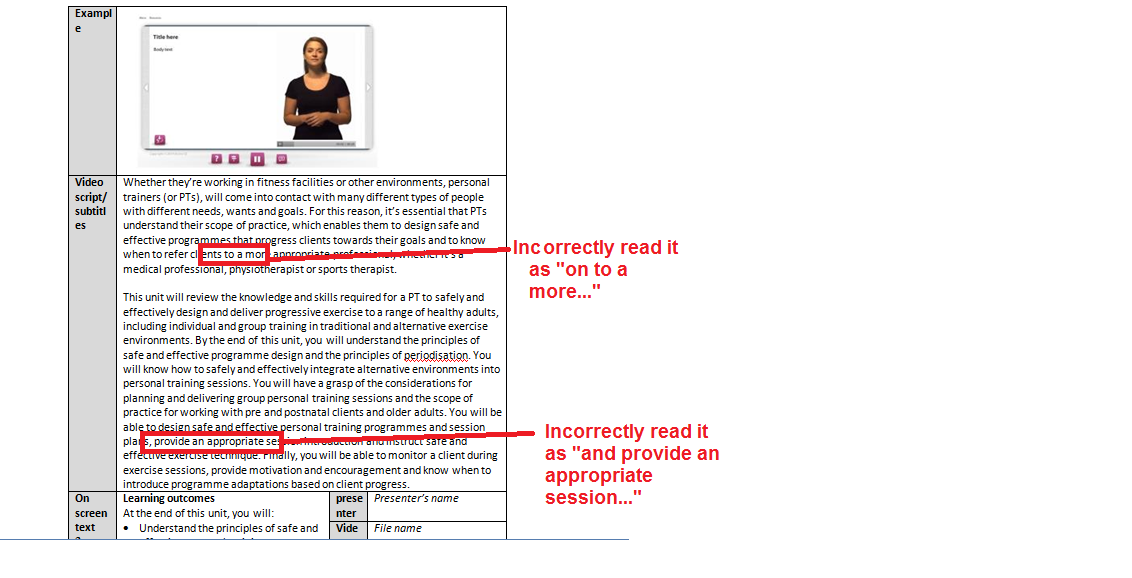 Exampl
e
Title here
Body text
Video
script/
subtitl
es
Whether they're working in fitness facilities or other environments, personal
trainers (or PTs), will come into contact with many different types of people
with different needs, wants and goals. For this reason, it's essential that PTs
understand their scope of practice, which enables them to design safe and
effective programmes that progress clients towards their goals and to know
when to refer clients to a more appropriate professional, whether it's a
medical professional, physiotherapist or sports therapist.
This unit will review the knowledge and skills required for a PT to safely and
effectively design and deliver progressive exercise to a range of healthy adults,
including individual and group training in traditional and alternative exercise
environments. By the end of this unit, you will understand the principles of
safe and effective programme design and the principles of periodisation. You
will know how to safely and effectively integrate alternative environments into
personal training sessions. You will have a grasp of the considerations for
planning and delivering group personal training sessions and the scope of
practice for working with pre and postnatal clients and older adults. You will be
able to design safe and effective personal training programmes and session
plans, provide an appropriate session introduction and instruct safe and
effective exercise technique. Finally, you will be able to monitor a client during
exercise sessions, provide motivation and encouragement and know when to
introduce programme adaptations based on client progress.
Incorrectly read it
as "on to a
more..."
Incorrectly read it
as "and provide an
appropriate
session..."
On
screen
text
Learning outcomes
At the end of this unit, you will:
• Understand the principles of safe and
prese
nter
Presenter's name
Vide
File name